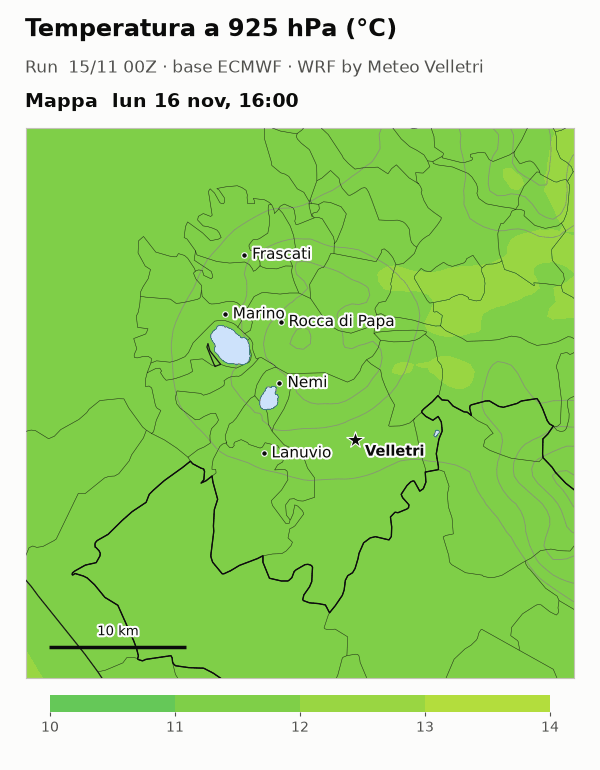 Temperatura a 925 hPa (°C)
Run  15/11 00Z · base ECMWF · WRF by Meteo Velletri
Mappa  lun 16 nov, 16:00
Frascati
Marino
Rocca di Papa
Nemi
Velletri
Lanuvio
10 km
10 11 12 13 14